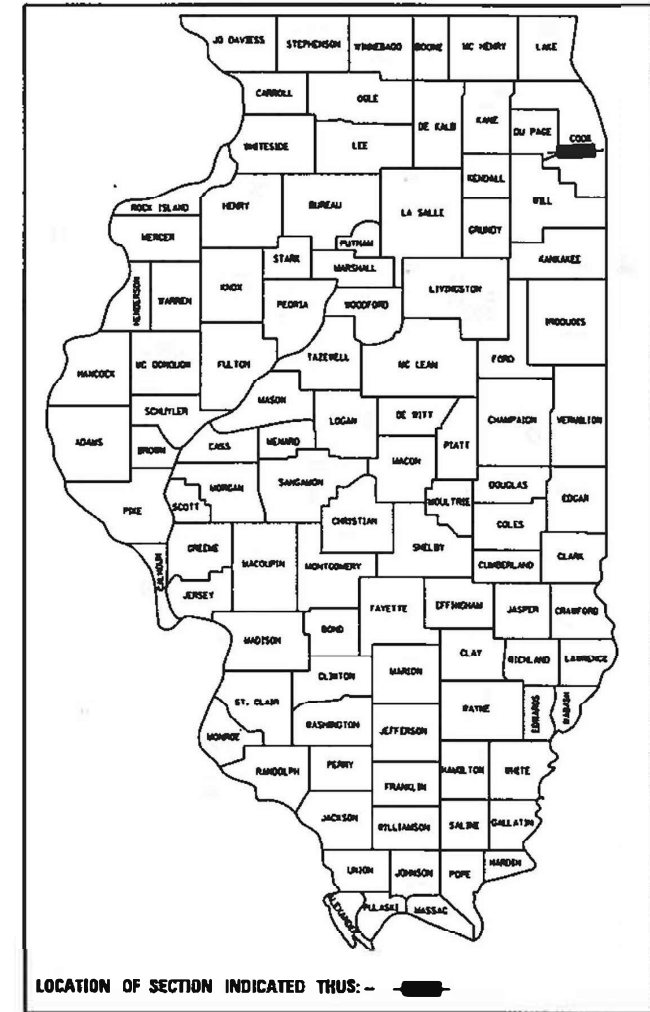 JO DAVIESS STEPHENSON WINNEBAGO BOONE MC HENRY LAKE
CARROLL OGLE DE KALB KANE DU PAGE COOK
WHITESIDE LEE KENDALL WILL
ROCK ISLAND HENRY BUREAU LA SALLE GRUNDY
MERCER STARK PUTNAM MARSHALL KANKAKEE
HENDERSON WARREN KNOX PEORIA WOODFORD LIVINGSTON IROQUOIS
HANCOCK MC DONOUGH FULTON TAZEWELL MC LEAN FORD
SCHUYLER MASON LOGAN DE WITT CHAMPAIGN VERMILION
ADAMS BROWN CASS MENARD MACON PIATT
PIKE SCOTT MORGAN SANGAMON MOULTRIE DOUGLAS EDGAR
CALHOUN GREENE MACOUPIN CHRISTIAN SHELBY COLES
JERSEY MONTGOMERY CUMBERLAND CLARK
MADISON BOND FAYETTE EFFINGHAM JASPER CRAWFORD
CLINTON MARION CLAY RICHLAND LAWRENCE
ST. CLAIR WASHINGTON JEFFERSON WAYNE EDWARDS WABASH
MONROE RANDOLPH PERRY FRANKLIN HAMILTON WHITE
JACKSON WILLIAMSON SALINE GALLATIN
UNION JOHNSON POPE HARDIN
ALEXANDER PULASKI MASSAC
LOCATION OF SECTION INDICATED THUS: -